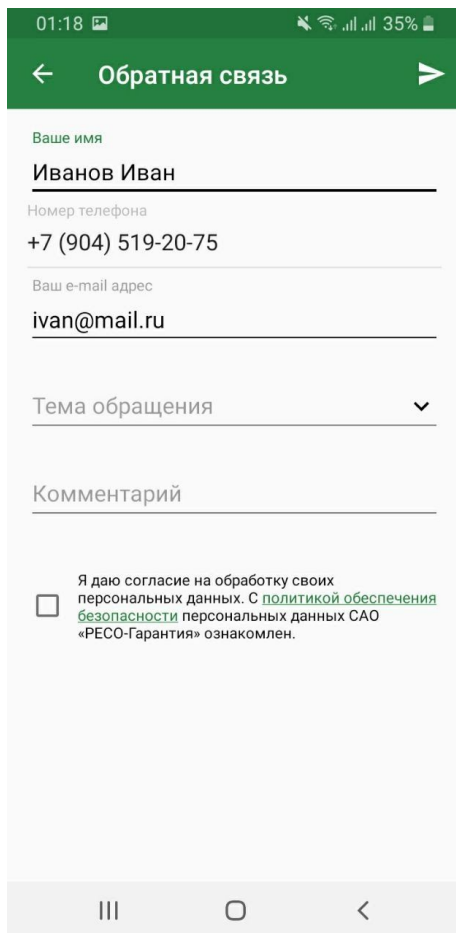 01:18 35%
Обратная связь
Ваше имя
Иванов Иван
Номер телефона
+7 (904) 519-20-75
Ваш e-mail адрес
ivan@mail.ru
Тема обращения
Комментарий
Я даю согласие на обработку своих
персональных данных. С политикой обеспечения
безопасности персональных данных САО
«РЕСО-Гарантия» ознакомлен.